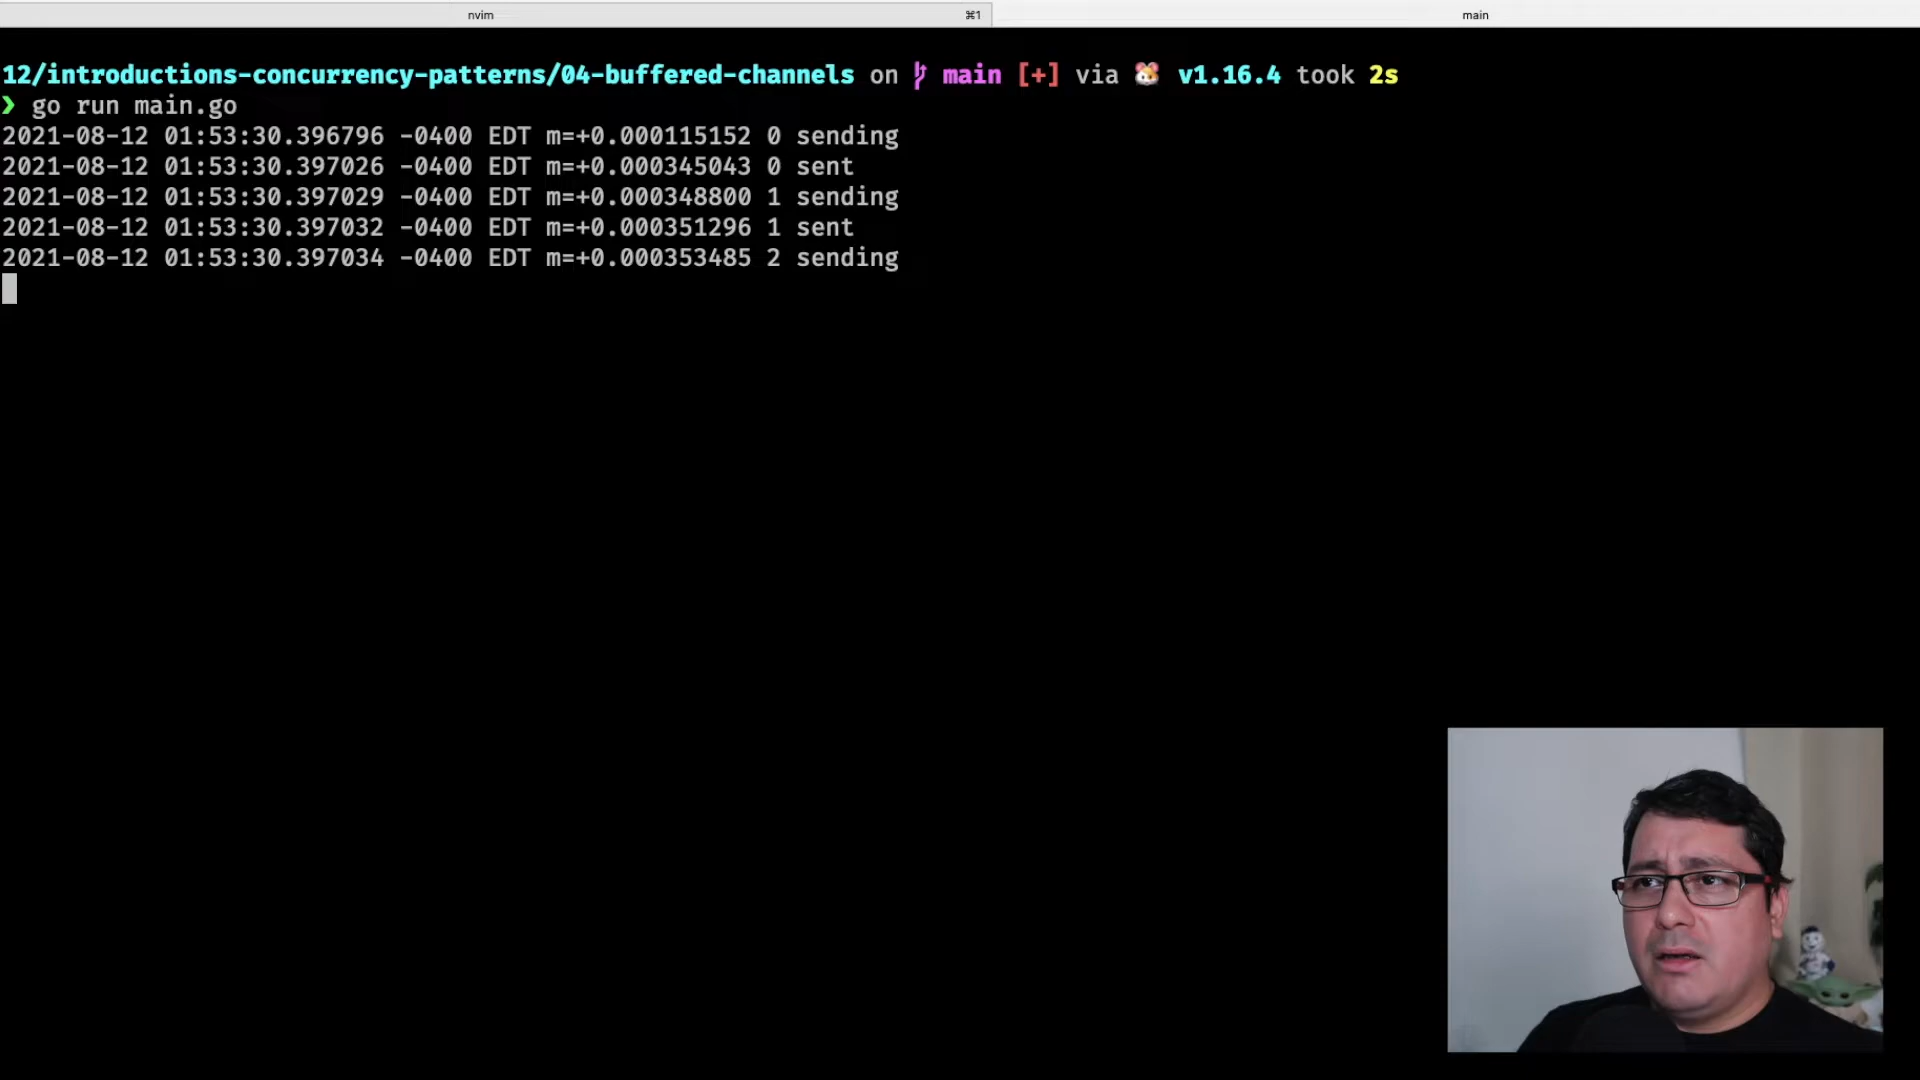 nvim ⌘1 main
12/introductions-concurrency-patterns/04-buffered-channels on main [+] via 🐹 v1.16.4 took 2s
❯ go run main.go
2021-08-12 01:53:30.396796 -0400 EDT m=+0.000115152 0 sending
2021-08-12 01:53:30.397026 -0400 EDT m=+0.000345043 0 sent
2021-08-12 01:53:30.397029 -0400 EDT m=+0.000348800 1 sending
2021-08-12 01:53:30.397032 -0400 EDT m=+0.000351296 1 sent
2021-08-12 01:53:30.397034 -0400 EDT m=+0.000353485 2 sending